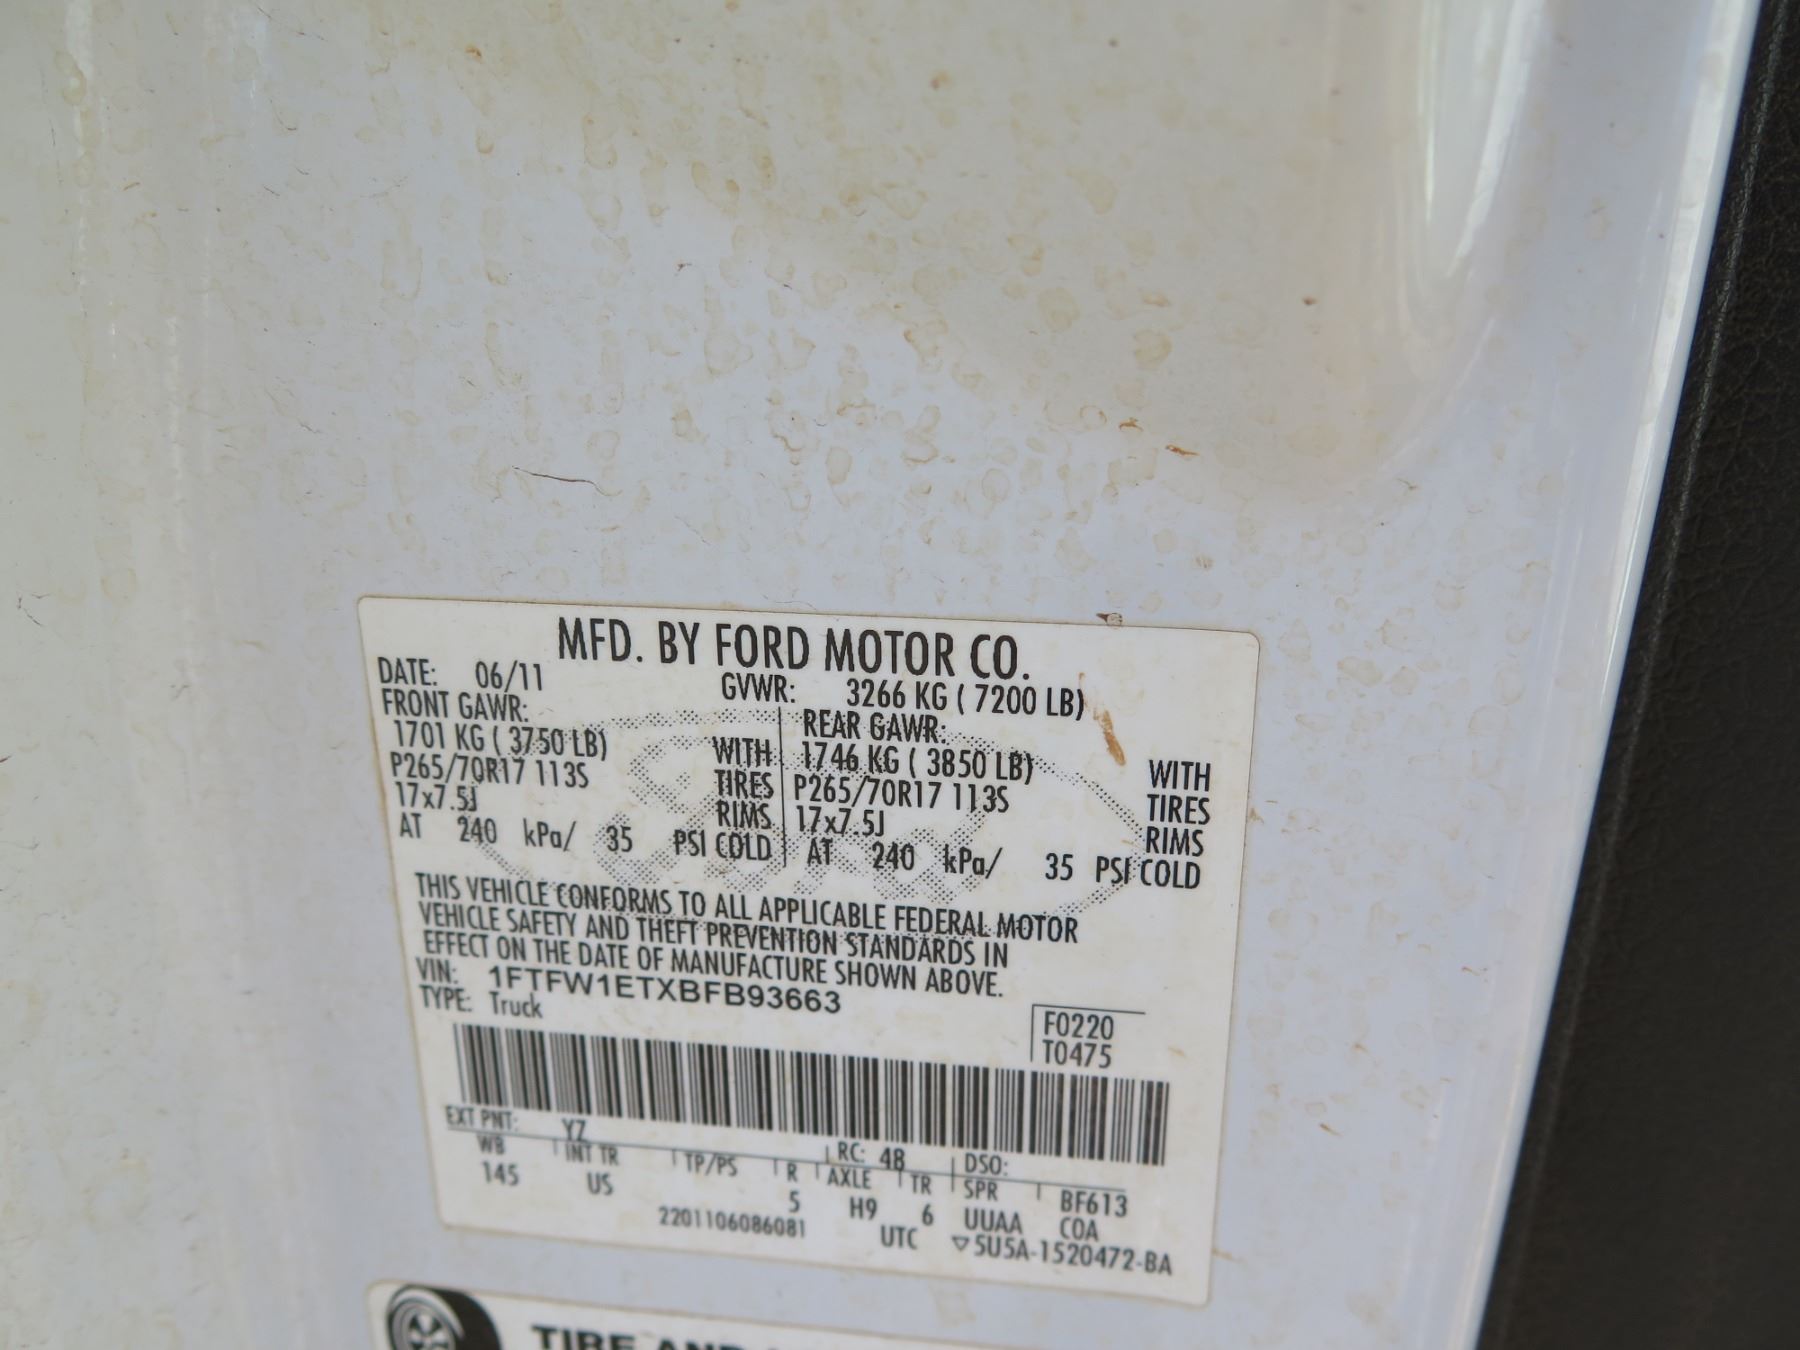 MFD. BY FORD MOTOR CO.
DATE: 06/11 GVWR: 3266 KG ( 7200 LB)
FRONT GAWR: REAR GAWR:
1701 KG ( 3750 LB) WITH 1746 KG ( 3850 LB) WITH
P265/70R17 113S TIRES P265/70R17 113S TIRES
17x7.5J RIMS 17x7.5J RIMS
AT 240 kPa/ 35 PSI COLD AT 240 kPa/ 35 PSI COLD
THIS VEHICLE CONFORMS TO ALL APPLICABLE FEDERAL MOTOR
VEHICLE SAFETY AND THEFT PREVENTION STANDARDS IN
EFFECT ON THE DATE OF MANUFACTURE SHOWN ABOVE.
VIN: 1FTFW1ETXBFB93663
TYPE: Truck
F0220
T0475
EXT PNT: YZ RC: 48 DSO:
WB INT TR TP/PS R AXLE TR SPR BF613
145 US 5 H9 6 UUAA COA
2201106086081 UTC ▽5U5A-1520472-BA
TIRE AND